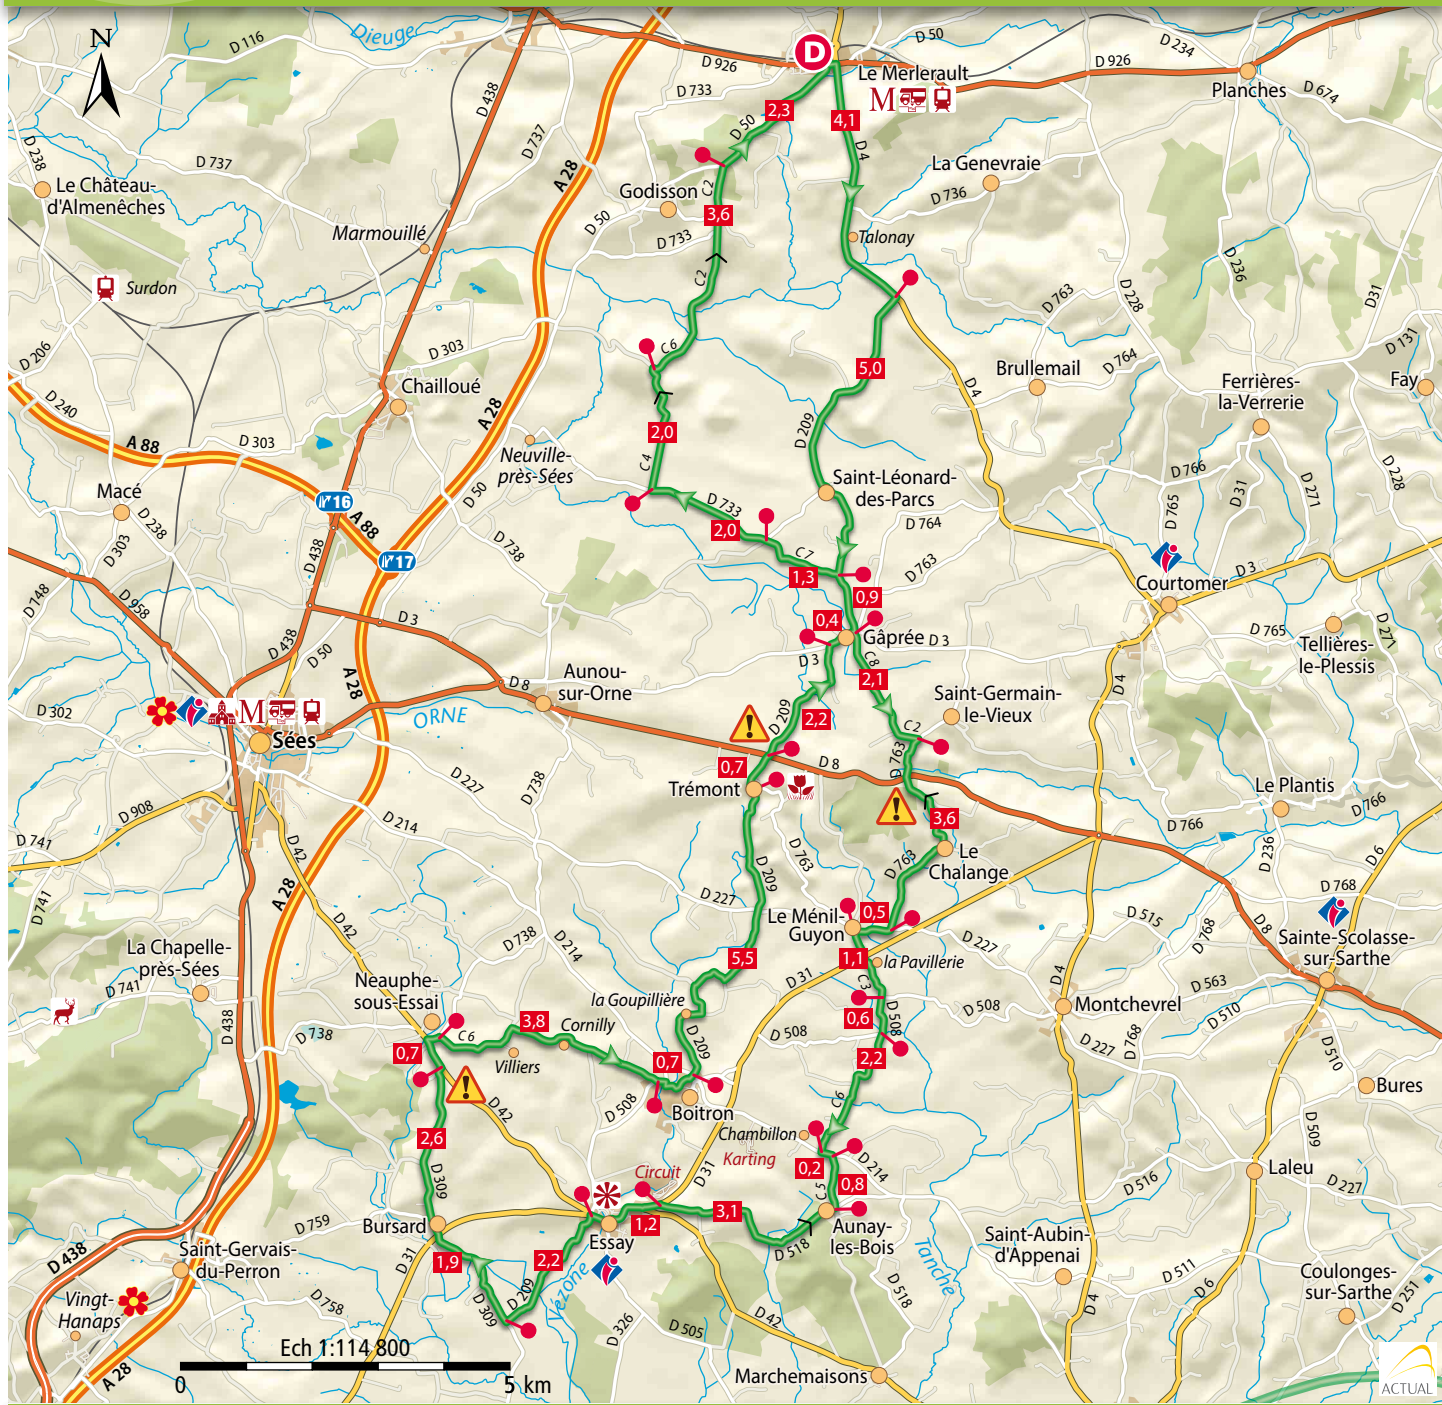 N
Dieuge
D 116
D 438
D 926
D 50
D 234
D 926
D
Le Merlerault
M
Planches
D 674
D 733
2,3
4,1
D 50
D 4
D 737
D 238
D 737
A 28
Le Château-
d'Almenêches
La Genevraie
D 736
Godisson
C2
3,6
D 50
D 733
Marmouillé
Talonay
D 236
Surdon
C2
D 763
D 228
D31
D 206
D 303
C6
D 131
5,0
D 4
Brullemail
D 764
Chailloué
Ferrières-
la-Verrerie
Fay
D 240
A 28
A 88
D 303
2,0
D 209
Neuville-
près-Sées
C 4
D 766
D 228
Saint-Léonard-
des-Parcs
D 31
D 271
Macé
D 50
16
D 238
A 88
D 733
2,0
D 764
D 765
D 303
D 438
D 738
C 7
17
1,3
D 763
D 3
Courtomer
D 748
D 958
0,9
D 3
0,4
Gâprée
D 3
D 765
Tellières-
le-Plessis
D 271
D 438
D 50
D 3
C 8
2,1
A 28
D 8
Aunou-
sur-Orne
D 4
Saint-Germain-
le-Vieux
D 302
M
ORNE
D 209
2,2
C 2
Sées
D 763
0,7
D 8
Trémont
D 227
D 738
Le Plantis
D 766
D 908
D 214
3,6
D 766
D 741
D 42
D 763
D 763
Le
Chalange
D 236
D 6
D 209
A 28
D 227
D 768
D 741
Le Ménil-
Guyon
0,5
D 42
D 515
D 768
D 8
D 738
D 214
La Chapelle-
près-Sées
D 227
Sainte-Scolasse-
sur-Sarthe
5,5
1,1
la Pavillerie
D 31
D 4
Neauphe-
sous-Essai
D 741
C 3
D 563
la Goupillière
0,6
D 508
D 508
Montchevrel
D 510
D 438
D 738
C 6
3,8
Cornilly
D 209
D 508
D 768
D 227
D 510
0,7
Villiers
0,7
2,2
Bures
D 42
D 508
Boitron
C6
D 509
2,6
Chambillon
Karting
Circuit
D 31
0,2
D 214
Laleu
D309
0,8
D 516
D 227
C 5
D 759
Bursard
1,2
3,1
Aunay-
les-Bois
Essay
D 518
Saint-Aubin-
d'Appenai
D 438
Saint-Gervais-
du-Perron
D 31
1,9
2,2
Tanche
D 511
Coulonges-
sur-Sarthe
Vézone
D 209
D 518
D 6
D 251
Vingt-
Hanaps
D 758
D 309
D 326
D 505
D 42
D 4
Ech 1:114 800
Marchemaisons
A 28
0
5 km
ACTUAL